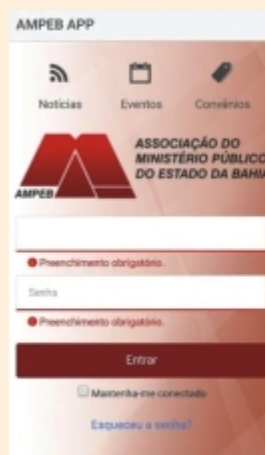 AMPEB APP
Notícias Eventos Convênios
ASSOCIAÇÃO DO
MINISTÉRIO PÚBLICO
DO ESTADO DA BAHIA
AMPEB
Preenchimento obrigatório.
Senha
Preenchimento obrigatório.
Entrar
Mantenha-me conectado
Esqueceu a senha?